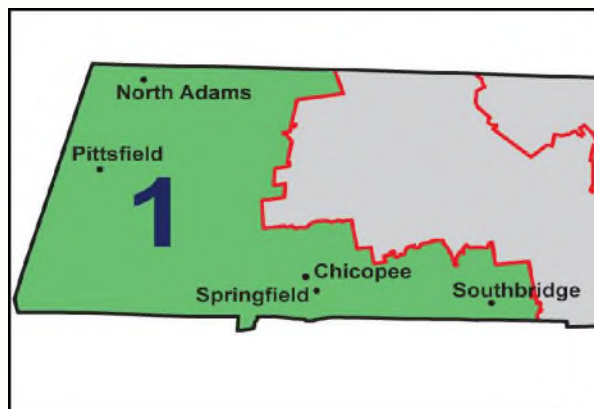 North Adams
Pittsfield
1
Chicopee
Springfield
Southbridge